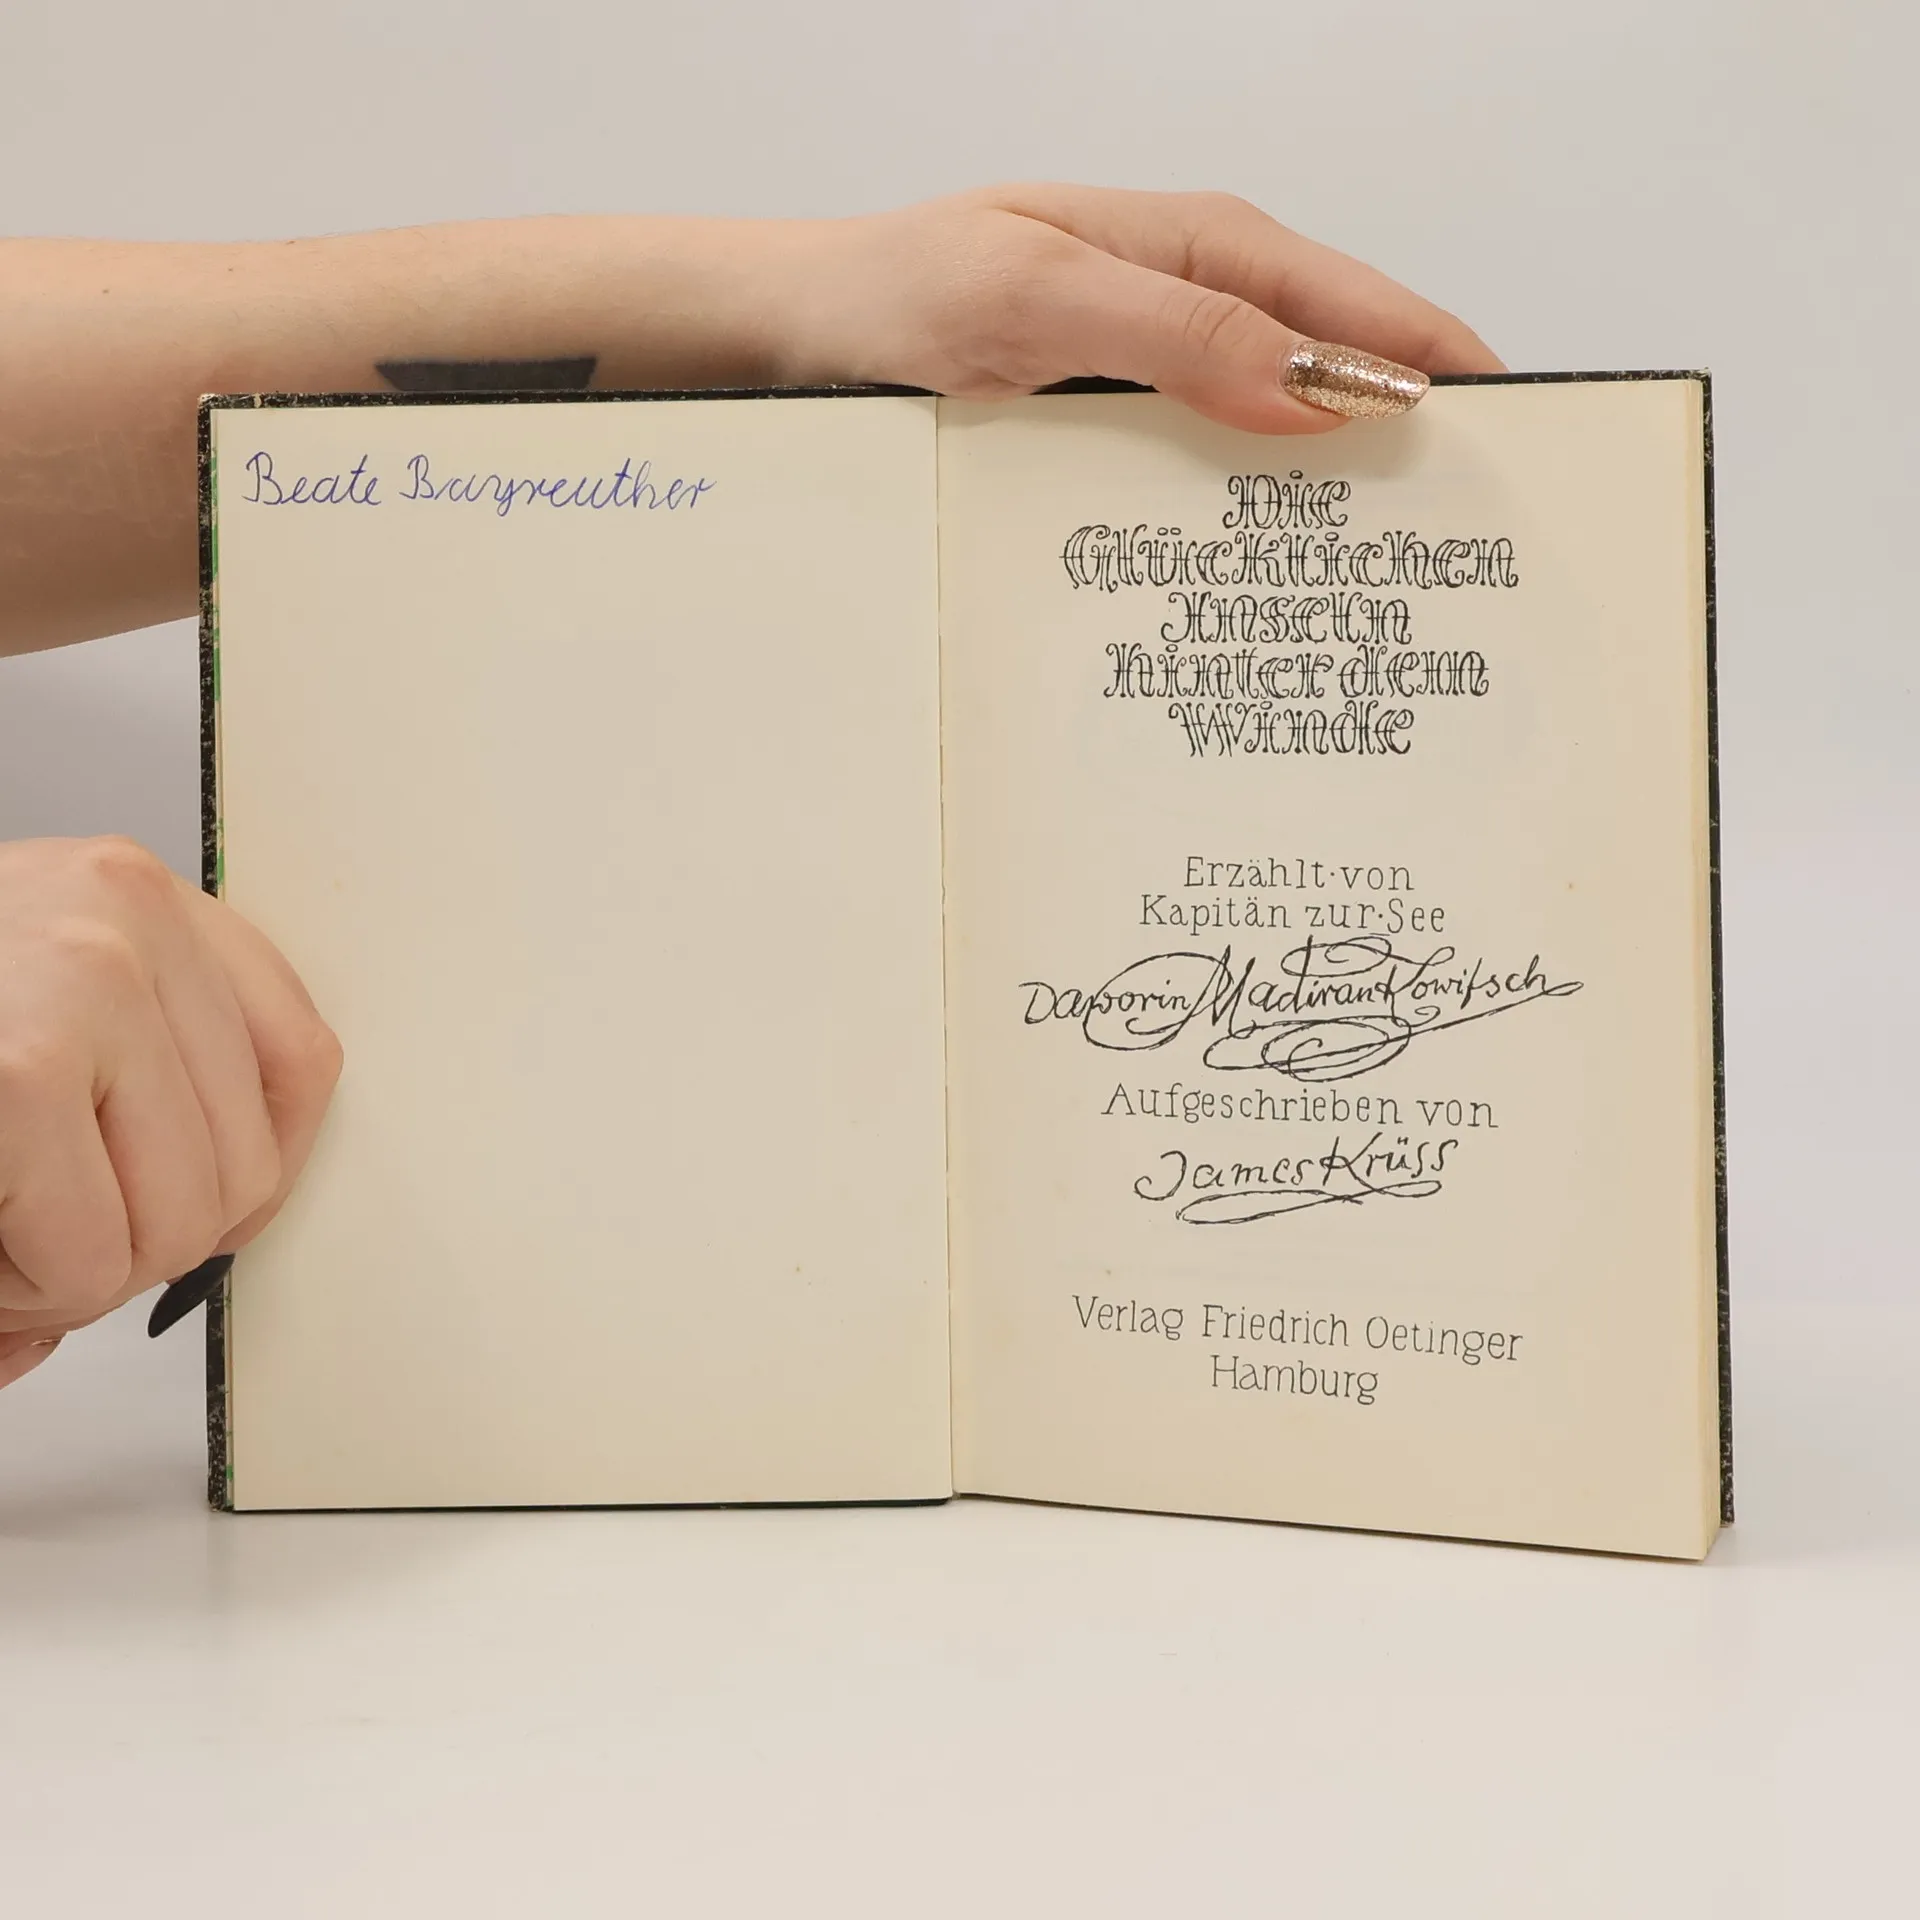 Beate Bayreuther
Die
Glücklichen
Inseln
hinter dem
Winde
Erzählt·von
Kapitän zur·See
Daworin Madirankowitsch
Aufgeschrieben von
James Krüss
Verlag Friedrich Oetinger
Hamburg